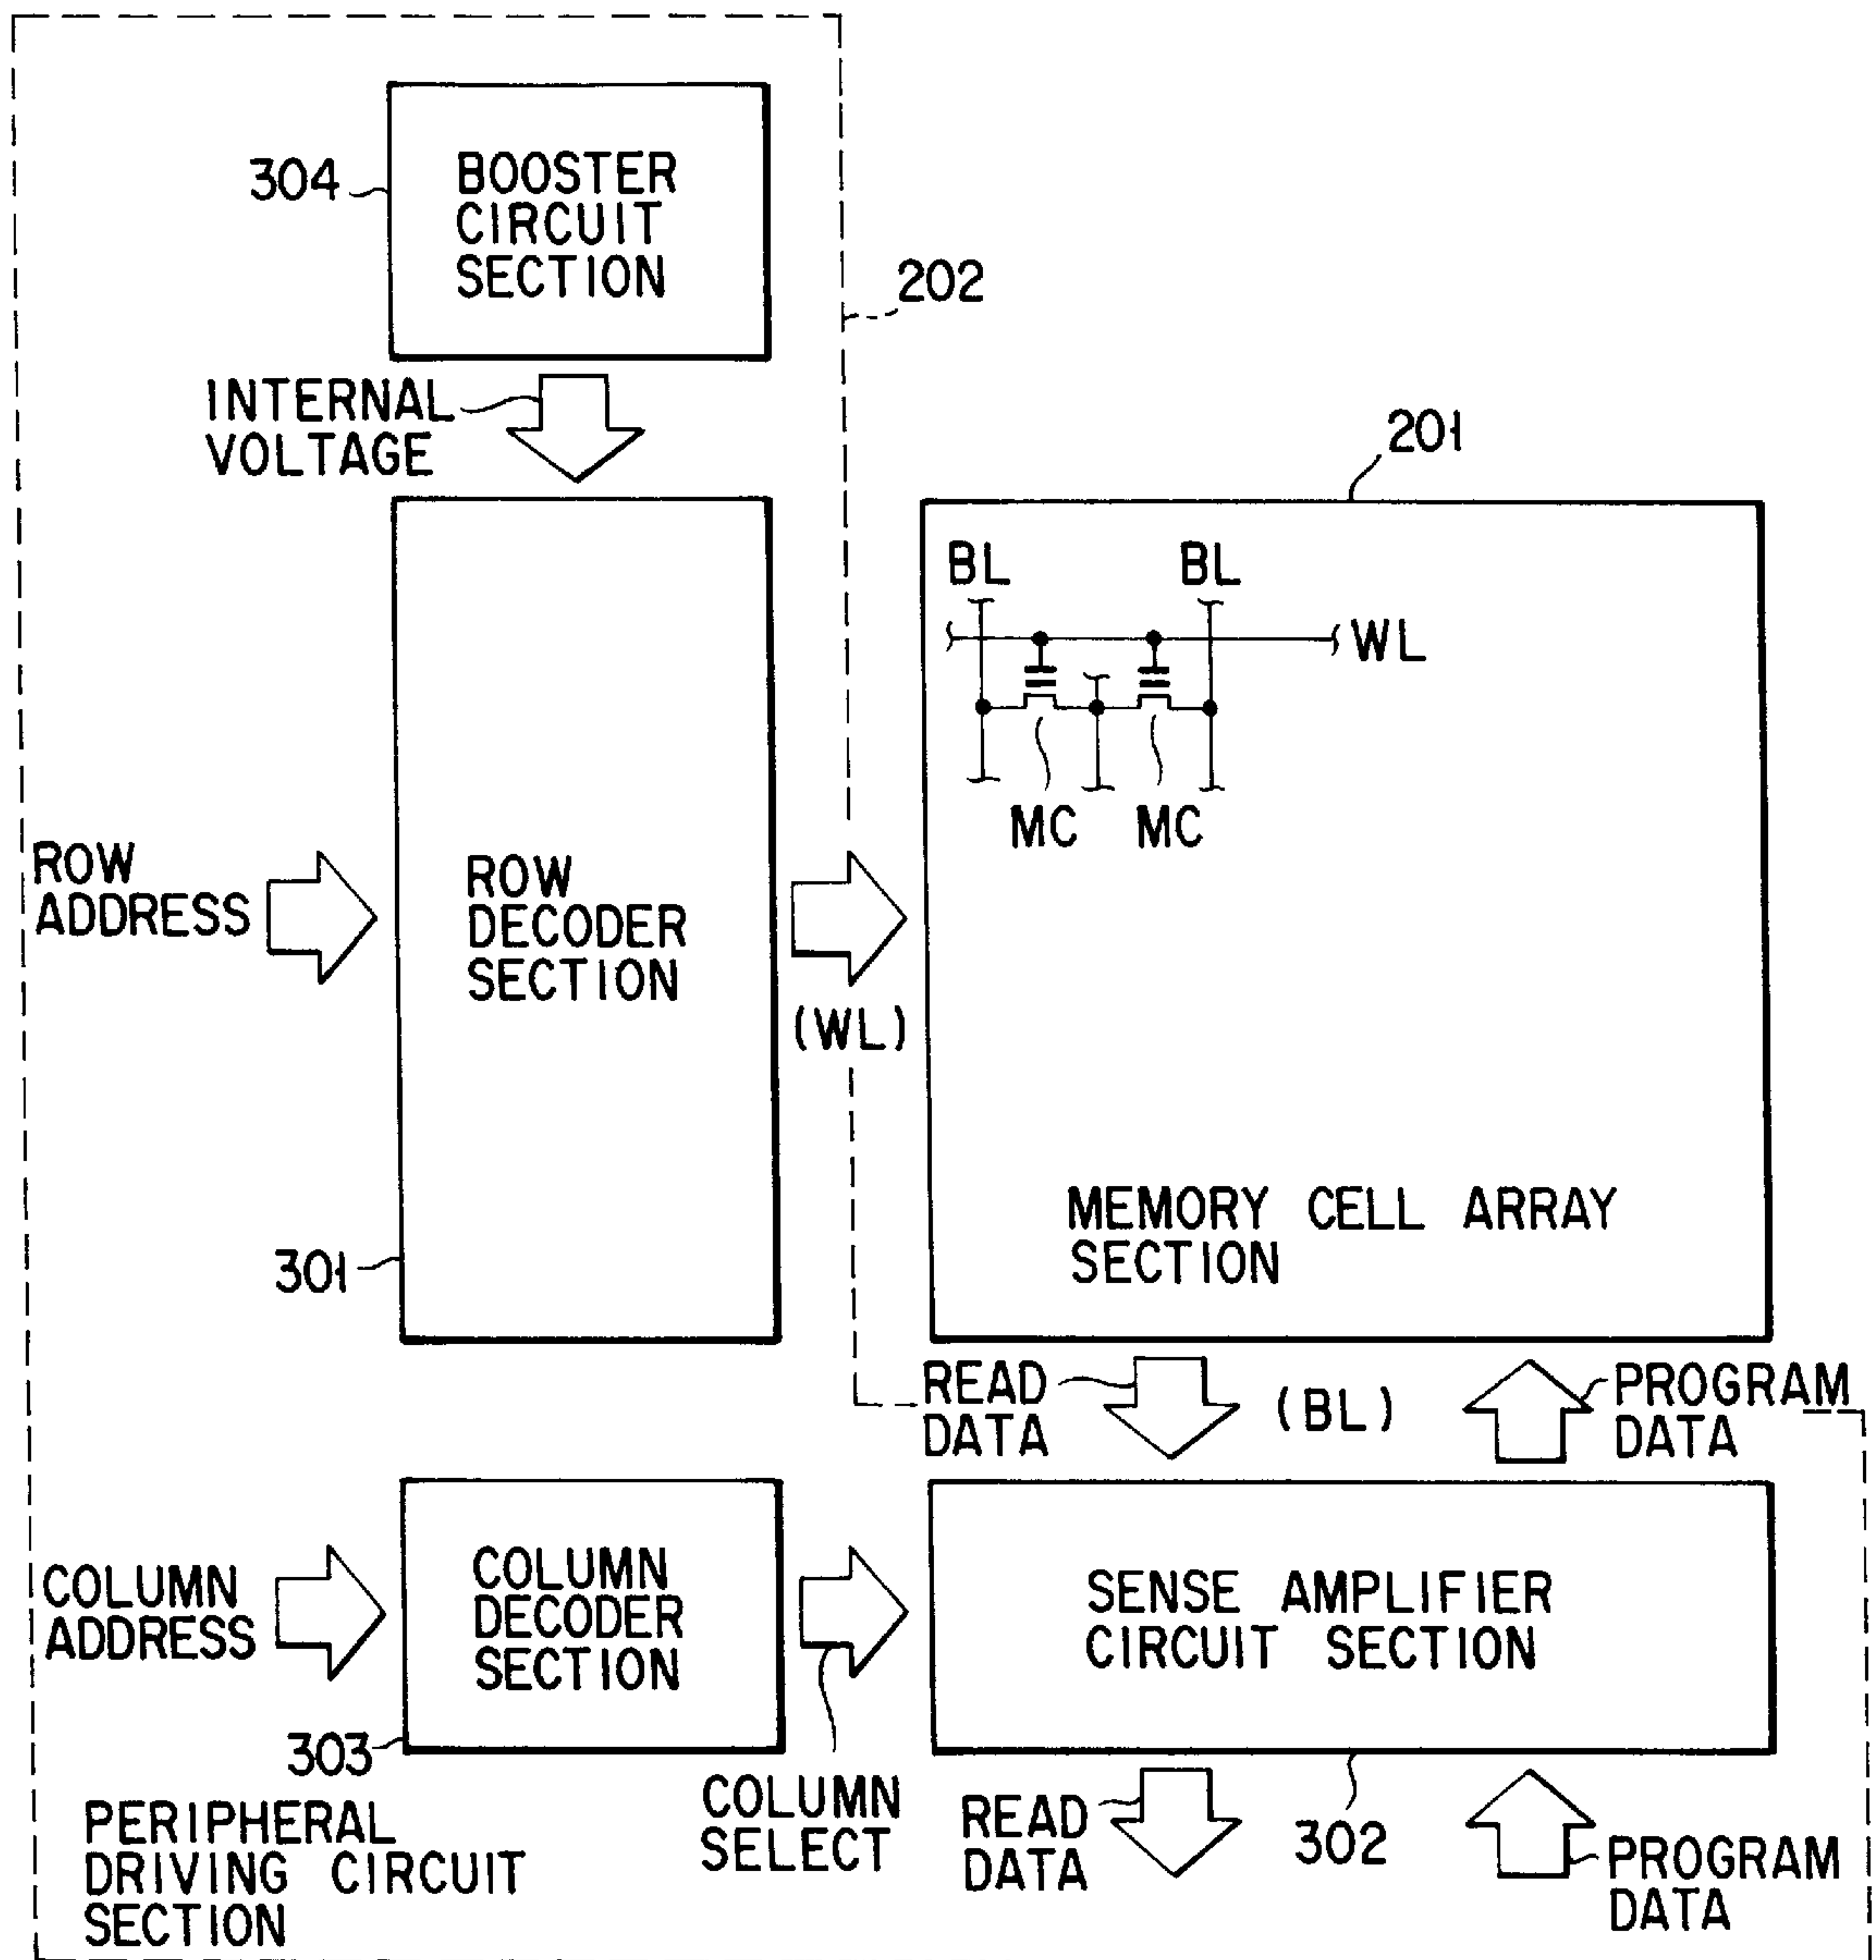 304
BOOSTER
CIRCUIT
SECTION
202
INTERNAL
VOLTAGE
201
BL
BL
WL
MC
MC
ROW
ADDRESS
ROW
DECODER
SECTION
(WL)
MEMORY CELL ARRAY
SECTION
301
READ
DATA
(BL)
PROGRAM
DATA
COLUMN
ADDRESS
COLUMN
DECODER
SECTION
SENSE AMPLIFIER
CIRCUIT SECTION
303
COLUMN
SELECT
READ
DATA
302
PROGRAM
DATA
PERIPHERAL
DRIVING CIRCUIT
SECTION